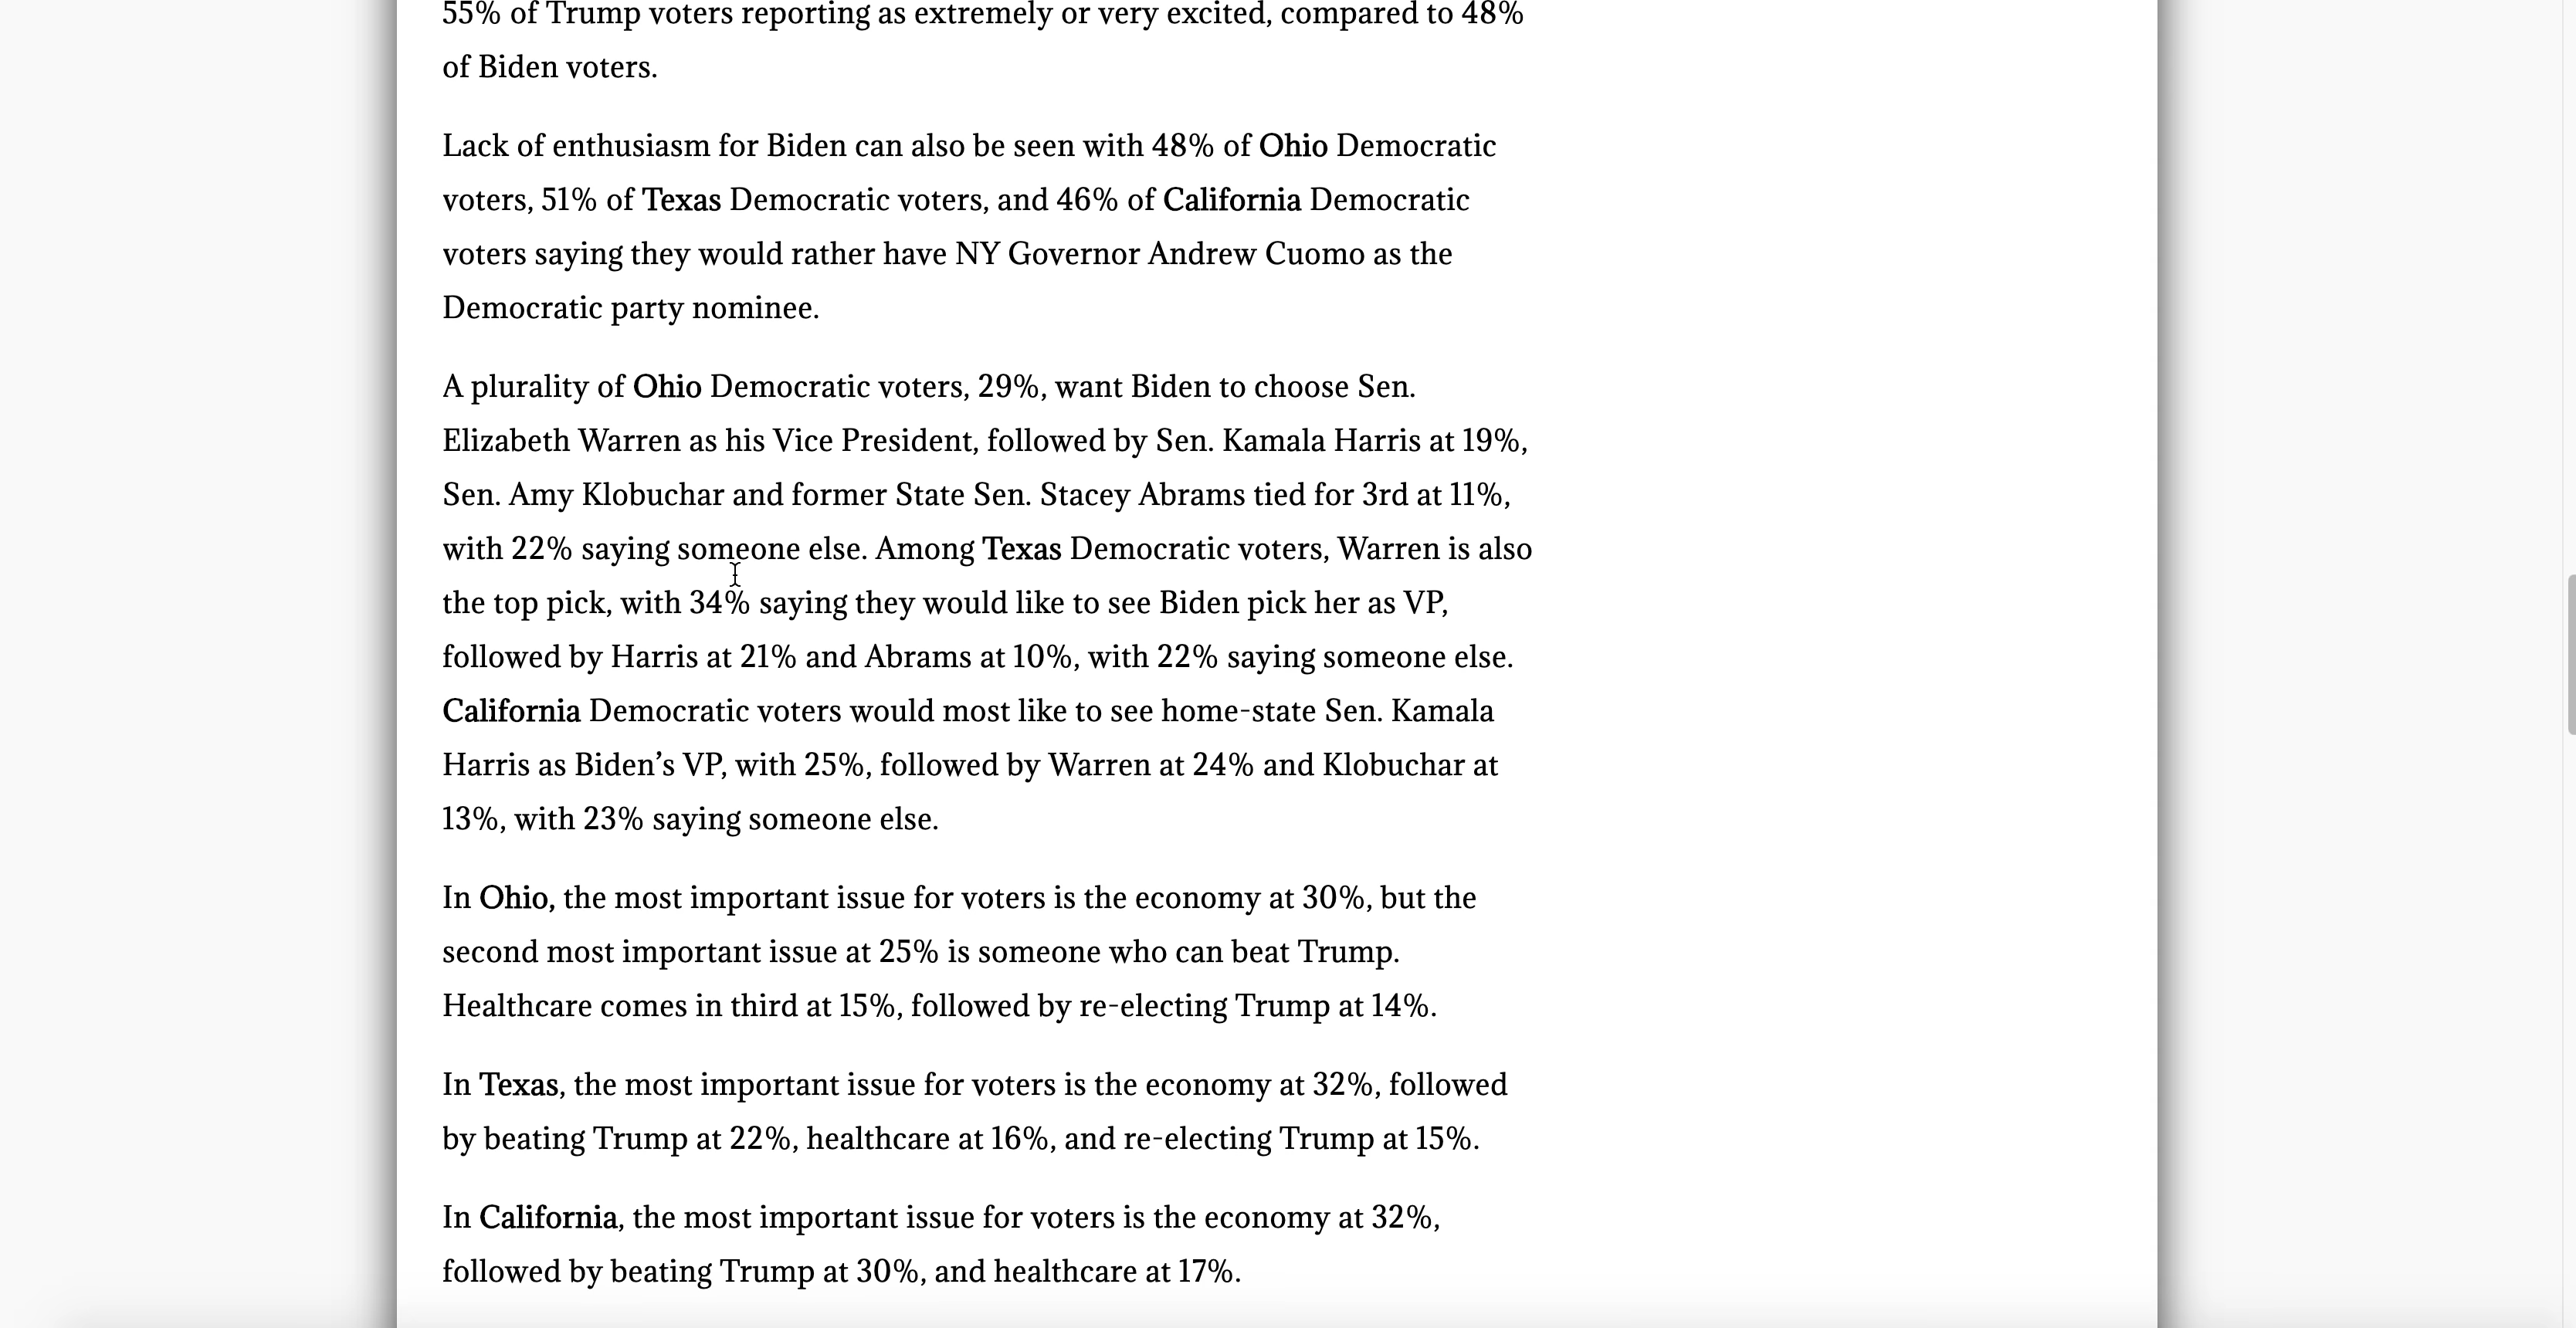 55% of Trump voters reporting as extremely or very excited, compared to 48%
of Biden voters.
Lack of enthusiasm for Biden can also be seen with 48% of Ohio Democratic
voters, 51% of Texas Democratic voters, and 46% of California Democratic
voters saying they would rather have NY Governor Andrew Cuomo as the
Democratic party nominee.
A plurality of Ohio Democratic voters, 29%, want Biden to choose Sen.
Elizabeth Warren as his Vice President, followed by Sen. Kamala Harris at 19%,
Sen. Amy Klobuchar and former State Sen. Stacey Abrams tied for 3rd at 11%,
with 22% saying someone else. Among Texas Democratic voters, Warren is also
the top pick, with 34% saying they would like to see Biden pick her as VP,
followed by Harris at 21% and Abrams at 10%, with 22% saying someone else.
California Democratic voters would most like to see home-state Sen. Kamala
Harris as Biden’s VP, with 25%, followed by Warren at 24% and Klobuchar at
13%, with 23% saying someone else.
In Ohio, the most important issue for voters is the economy at 30%, but the
second most important issue at 25% is someone who can beat Trump.
Healthcare comes in third at 15%, followed by re-electing Trump at 14%.
In Texas, the most important issue for voters is the economy at 32%, followed
by beating Trump at 22%, healthcare at 16%, and re-electing Trump at 15%.
In California, the most important issue for voters is the economy at 32%,
followed by beating Trump at 30%, and healthcare at 17%.